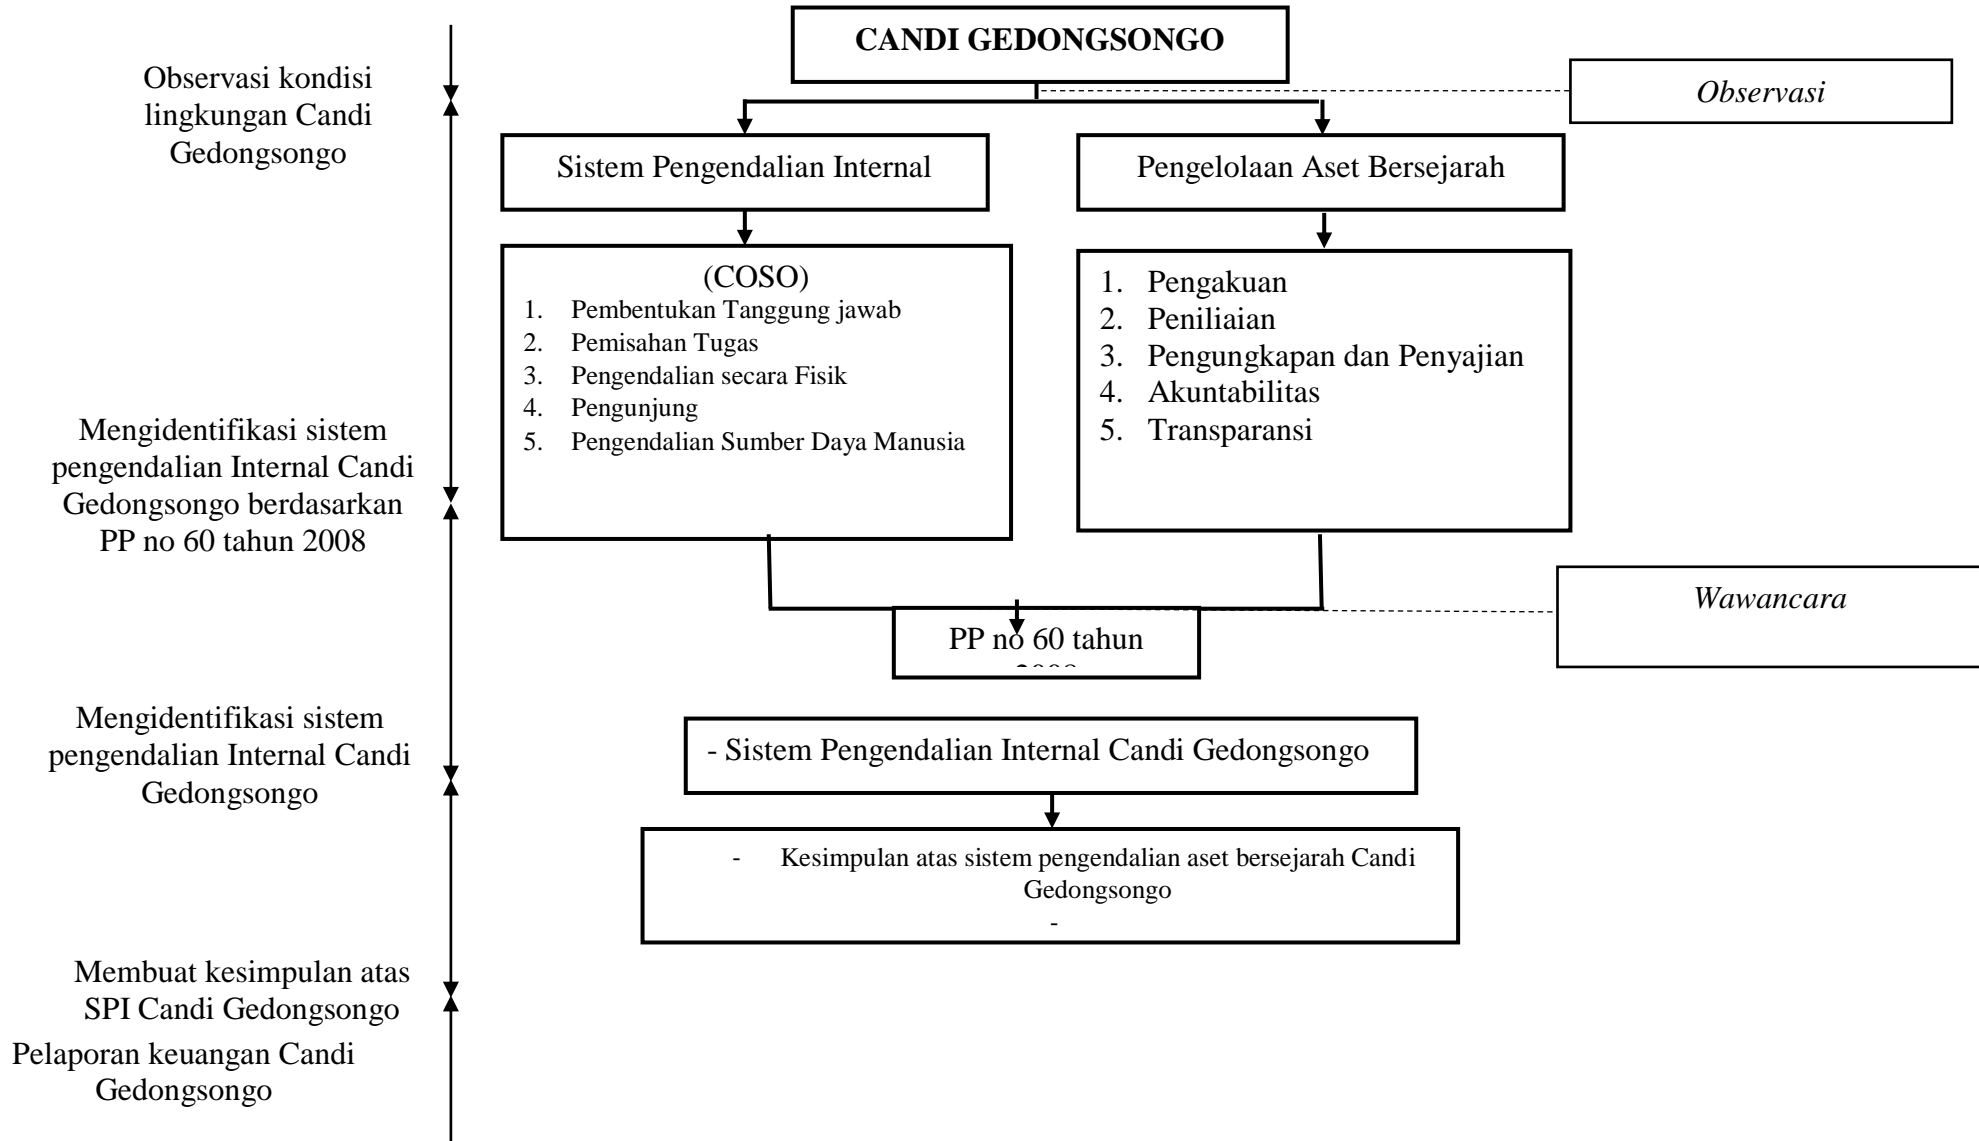 CANDI GEDONGSONGO
Observasi
Observasi kondisi
lingkungan Candi
Gedongsongo
Sistem Pengendalian Internal
Pengelolaan Aset Bersejarah
(COSO)
1. Pembentukan Tanggung jawab
2. Pemisahan Tugas
3. Pengendalian secara Fisik
4. Pengunjung
5. Pengendalian Sumber Daya Manusia
1. Pengakuan
2. Peniliaian
3. Pengungkapan dan Penyajian
4. Akuntabilitas
5. Transparansi
Mengidentifikasi sistem
pengendalian Internal Candi
Gedongsongo berdasarkan
PP no 60 tahun 2008
Wawancara
PP no 60 tahun
Mengidentifikasi sistem
pengendalian Internal Candi
Gedongsongo
- Sistem Pengendalian Internal Candi Gedongsongo
- Kesimpulan atas sistem pengendalian aset bersejarah Candi
Gedongsongo
-
Membuat kesimpulan atas
SPI Candi Gedongsongo
Pelaporan keuangan Candi
Gedongsongo